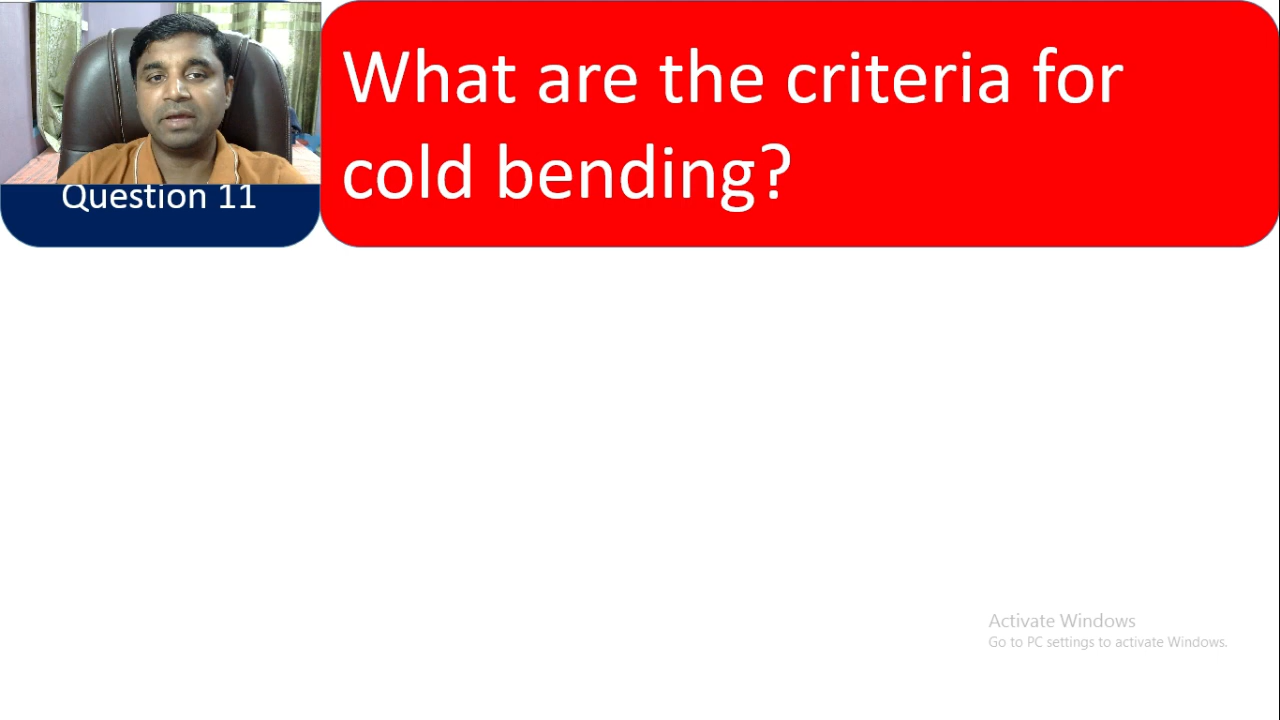 Question 11
What are the criteria for
cold bending?
Activate Windows
Go to PC settings to activate Windows.